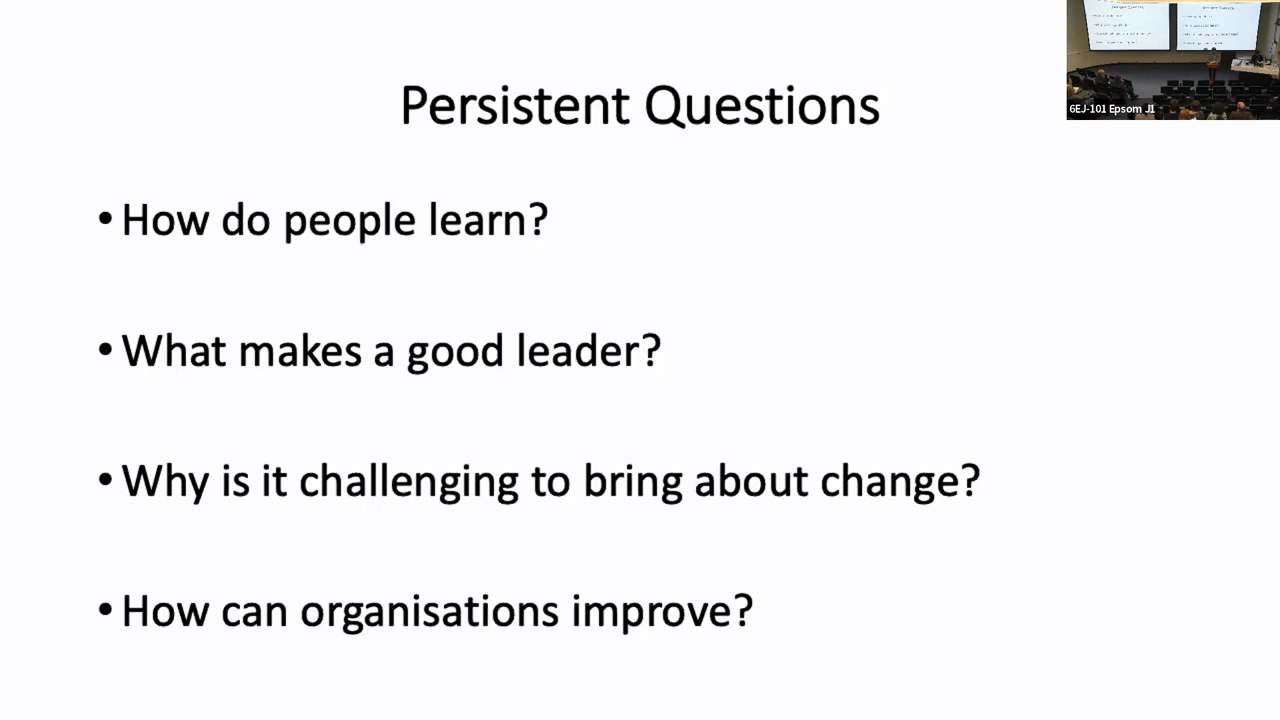 Persistent Questions
• How do people learn?
• What makes a good leader?
• Why is it challenging to bring about change?
• How can organisations improve?
6EJ-101 Epsom J1